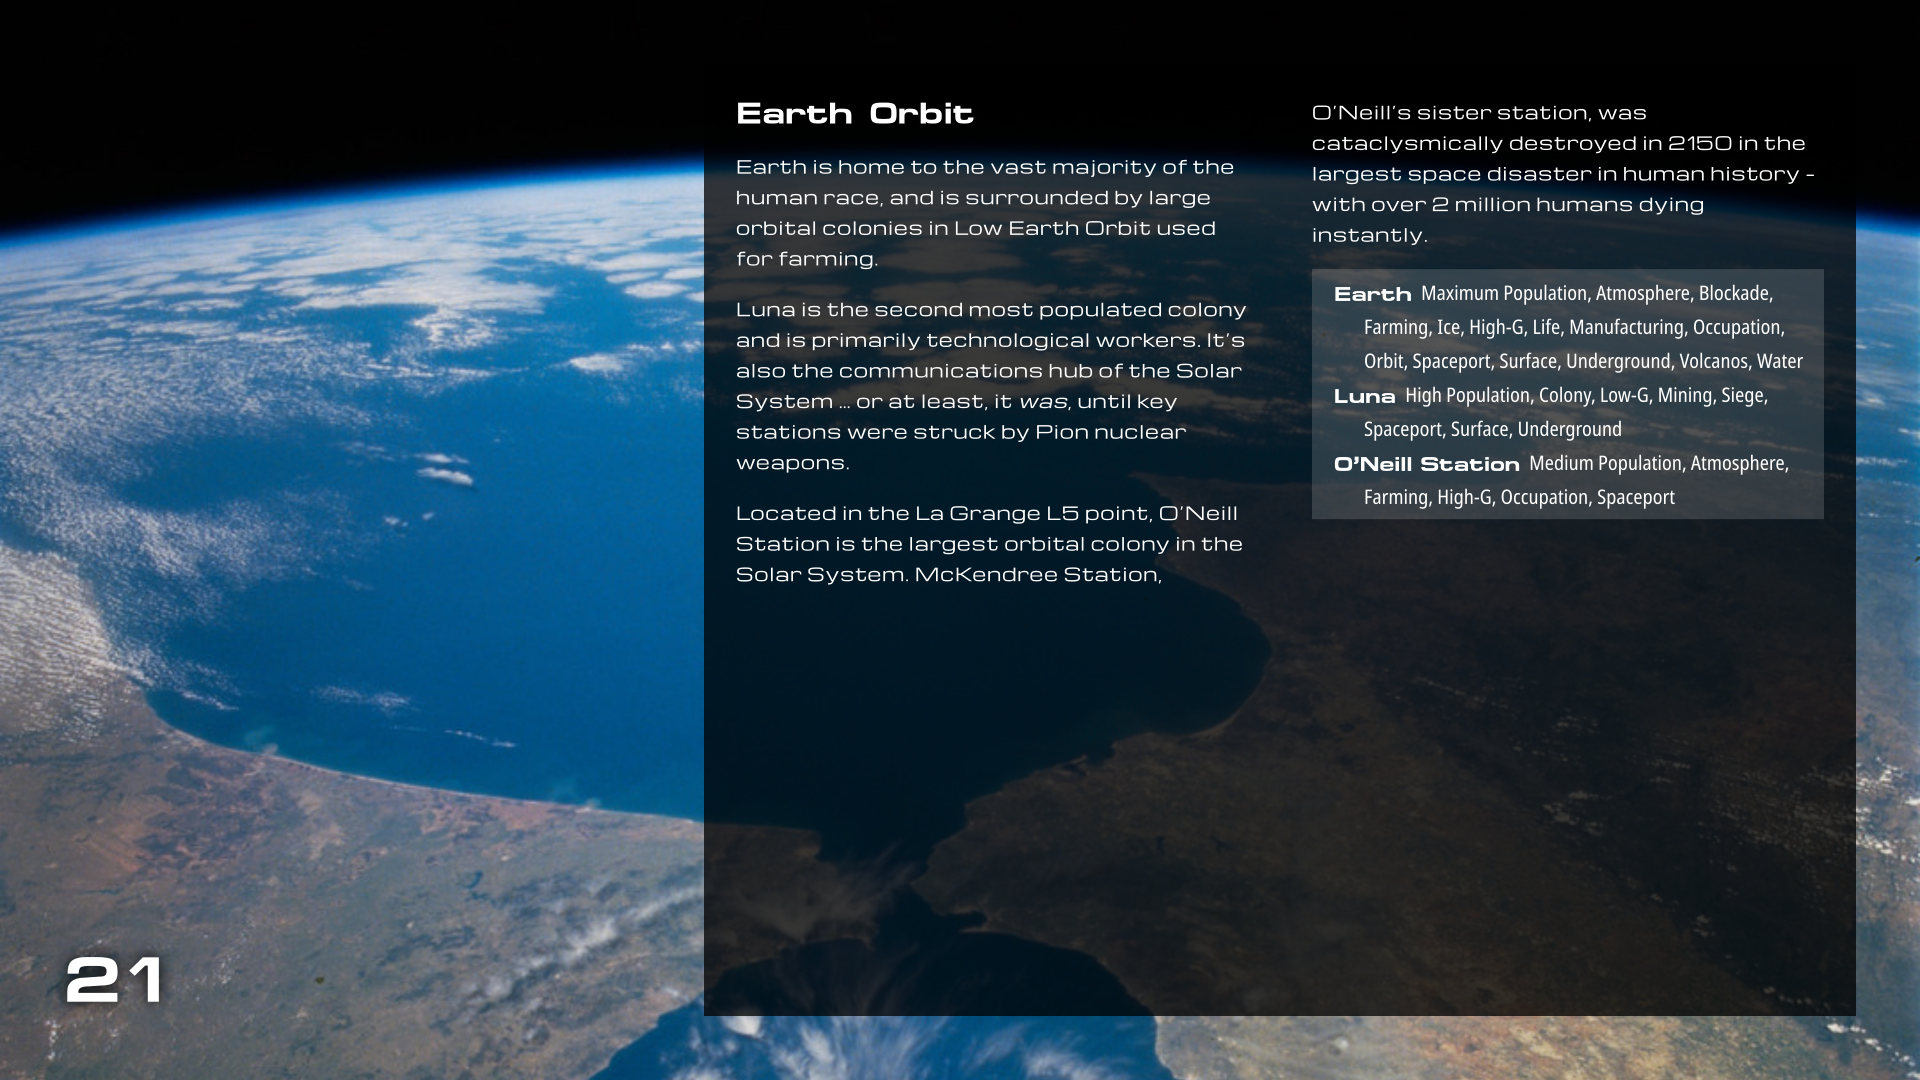 Earth Orbit
Earth is home to the vast majority of the
human race, and is surrounded by large
orbital colonies in Low Earth Orbit used
for farming.
Luna is the second most populated colony
and is primarily technological workers. It's
also the communications hub of the Solar
System ... or at least, it was, until key
stations were struck by Pion nuclear
weapons.
Located in the La Grange L5 point, O'Neill
Station is the largest orbital colony in the
Solar System. McKendree Station,
O'Neill's sister station, was
cataclysmically destroyed in 2150 in the
largest space disaster in human history -
with over 2 million humans dying
instantly.
Earth Maximum Population, Atmosphere, Blockade,
Farming, Ice, High-G, Life, Manufacturing, Occupation,
Orbit, Spaceport, Surface, Underground, Volcanos, Water
Luna High Population, Colony, Low-G, Mining, Siege,
Spaceport, Surface, Underground
O'Neill Station Medium Population, Atmosphere,
Farming, High-G, Occupation, Spaceport
21